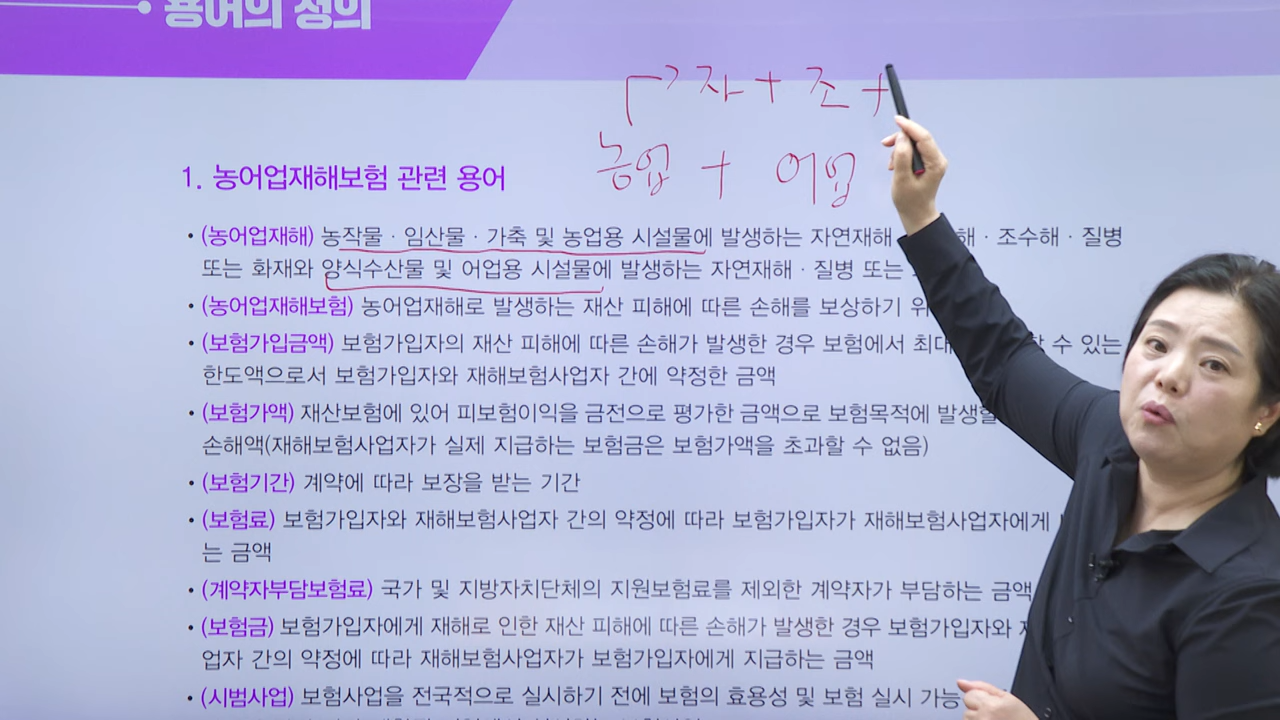 용어의 정의
자 + 조 +
농업 + 어업
1. 농어업재해보험 관련 용어
• (농어업재해) 농작물 · 임산물 · 가축 및 농업용 시설물에 발생하는 자연재해 해 · 조수해 · 질병
또는 화재와 양식수산물 및 어업용 시설물에 발생하는 자연재해 · 질병 또는
• (농어업재해보험) 농어업재해로 발생하는 재산 피해에 따른 손해를 보상하기 위
• (보험가입금액) 보험가입자의 재산 피해에 따른 손해가 발생한 경우 보험에서 최대 할 수 있는
한도액으로서 보험가입자와 재해보험사업자 간에 약정한 금액
• (보험가액) 재산보험에 있어 피보험이익을 금전으로 평가한 금액으로 보험목적에 발생할
손해액(재해보험사업자가 실제 지급하는 보험금은 보험가액을 초과할 수 없음)
• (보험기간) 계약에 따라 보장을 받는 기간
• (보험료) 보험가입자와 재해보험사업자 간의 약정에 따라 보험가입자가 재해보험사업자에게
는 금액
• (계약자부담보험료) 국가 및 지방자치단체의 지원보험료를 제외한 계약자가 부담하는 금액
• (보험금) 보험가입자에게 재해로 인한 재산 피해에 따른 손해가 발생한 경우 보험가입자와
업자 간의 약정에 따라 재해보험사업자가 보험가입자에게 지급하는 금액
• (시범사업) 보험사업을 전국적으로 실시하기 전에 보험의 효용성 및 보험 실시 가능